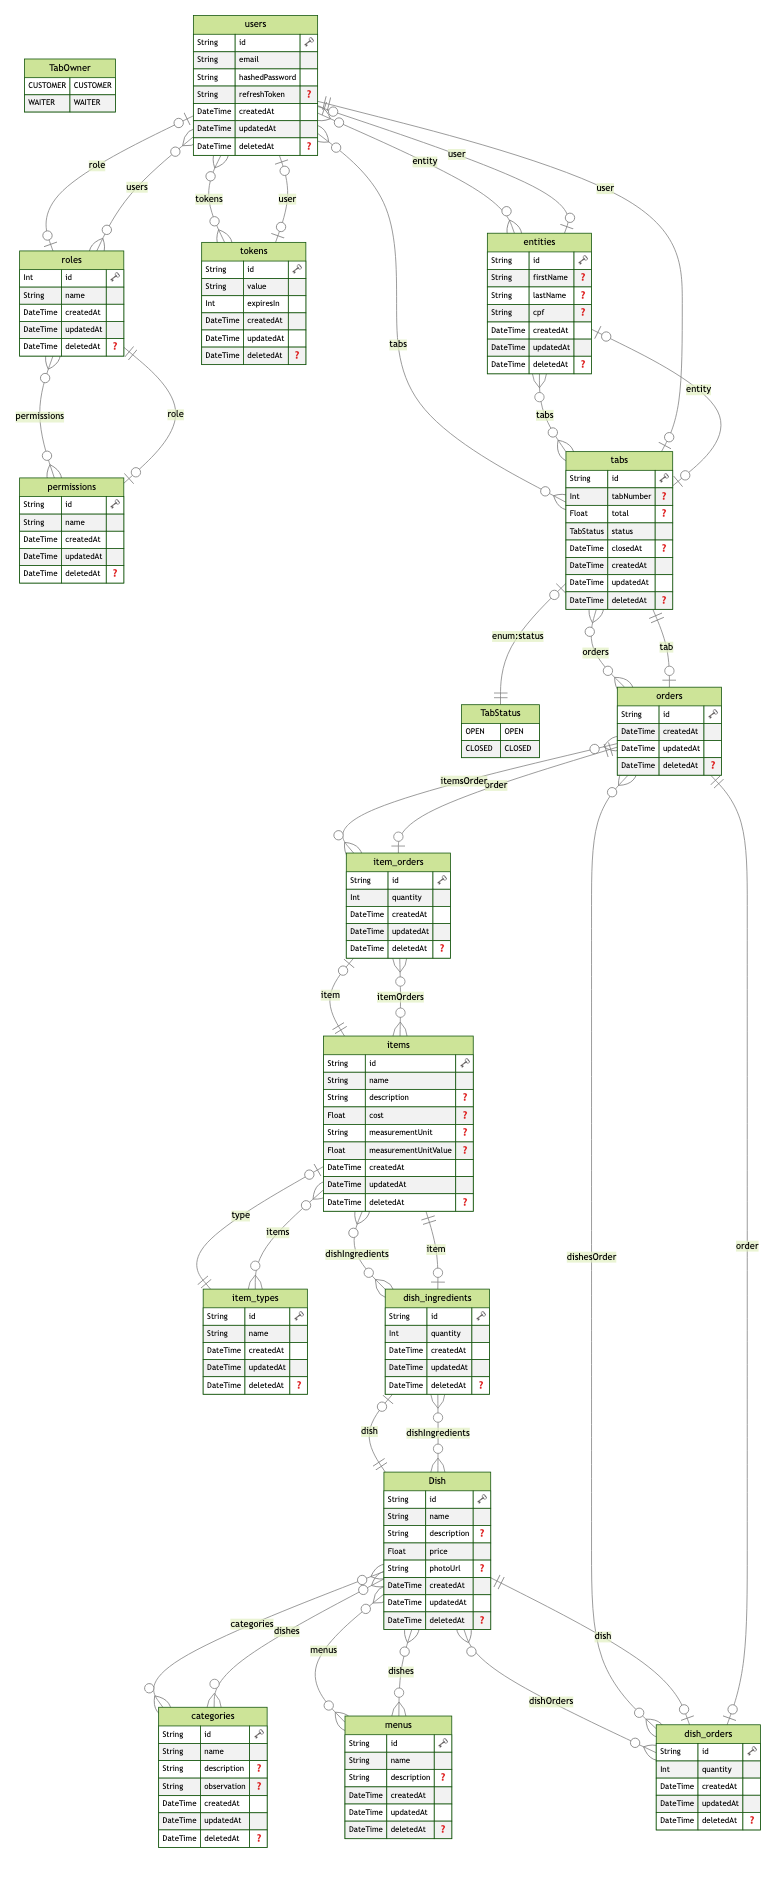 users
String id
String email
String hashedPassword
String refreshToken ?
DateTime createdAt
DateTime updatedAt
DateTime deletedAt ?
TabOwner
CUSTOMER CUSTOMER
WAITER WAITER
role
users
tokens
user
entity
user
user
roles
Int id
String name
DateTime createdAt
DateTime updatedAt
DateTime deletedAt ?
tokens
String id
String value
Int expiresIn
DateTime createdAt
DateTime updatedAt
DateTime deletedAt ?
entities
String id
String firstName ?
String lastName ?
String cpf ?
DateTime createdAt
DateTime updatedAt
DateTime deletedAt ?
tabs
permissions
role
tabs
entity
permissions
String id
String name
DateTime createdAt
DateTime updatedAt
DateTime deletedAt ?
tabs
String id
Int tabNumber ?
Float total ?
TabStatus status
DateTime closedAt ?
DateTime createdAt
DateTime updatedAt
DateTime deletedAt ?
enum:status
orders
tab
TabStatus
OPEN OPEN
CLOSED CLOSED
orders
String id
DateTime createdAt
DateTime updatedAt
DateTime deletedAt ?
itemsOrder
order
item_orders
String id
Int quantity
DateTime createdAt
DateTime updatedAt
DateTime deletedAt ?
item
itemOrders
items
String id
String name
String description ?
Float cost ?
String measurementUnit ?
Float measurementUnitValue ?
DateTime createdAt
DateTime updatedAt
DateTime deletedAt ?
type
items
dishIngredients
item
dishesOrder
order
item_types
String id
String name
DateTime createdAt
DateTime updatedAt
DateTime deletedAt ?
dish_ingredients
String id
Int quantity
DateTime createdAt
DateTime updatedAt
DateTime deletedAt ?
dish
dishIngredients
Dish
String id
String name
String description ?
Float price
String photoUrl ?
DateTime createdAt
DateTime updatedAt
DateTime deletedAt ?
categories
dishes
menus
dishes
dish
dishOrders
categories
String id
String name
String description ?
String observation ?
DateTime createdAt
DateTime updatedAt
DateTime deletedAt ?
menus
String id
String name
String description ?
DateTime createdAt
DateTime updatedAt
DateTime deletedAt ?
dish_orders
String id
Int quantity
DateTime createdAt
DateTime updatedAt
DateTime deletedAt ?